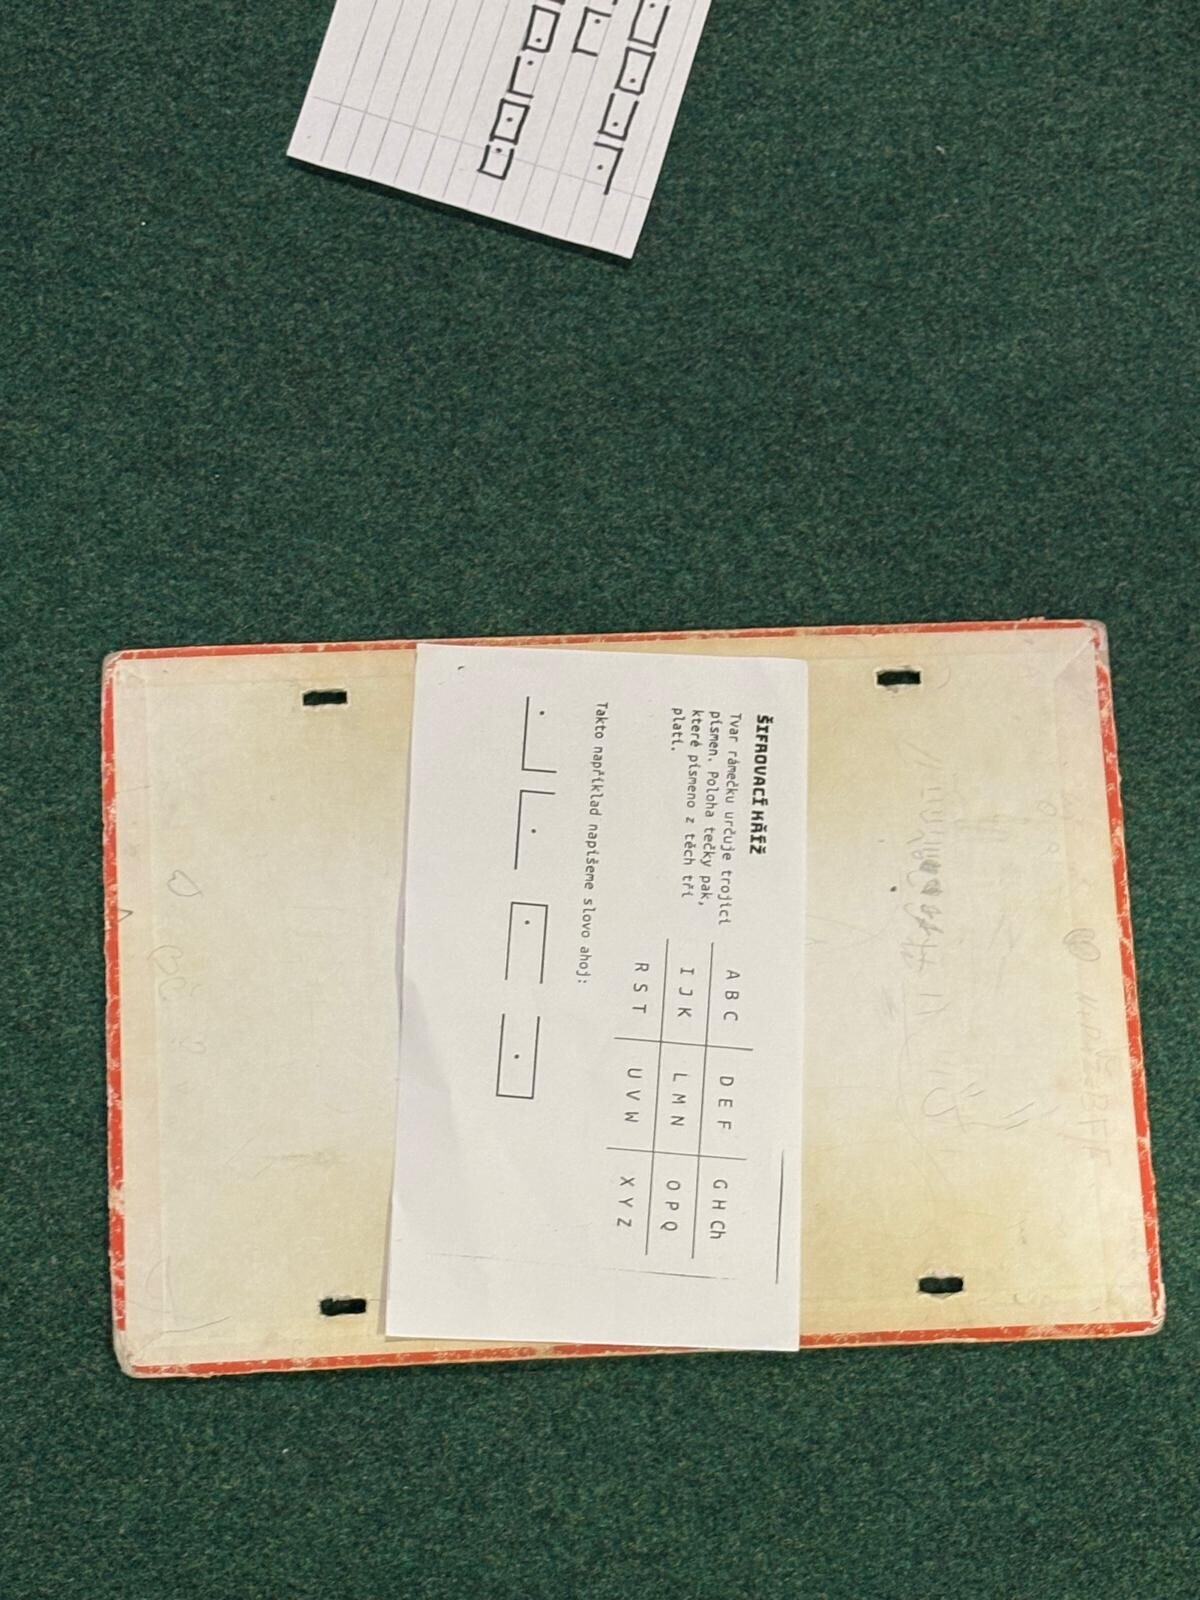 ŠIFROVACÍ KŘÍŽ
Tvar rámečku určuje trojici
písmen. Poloha tečky pak,
které písmeno z těch tří
platí.
A B C D E F G H Ch
I J K L M N O P Q
R S T U V W X Y Z
Takto například napíšeme slovo ahoj: